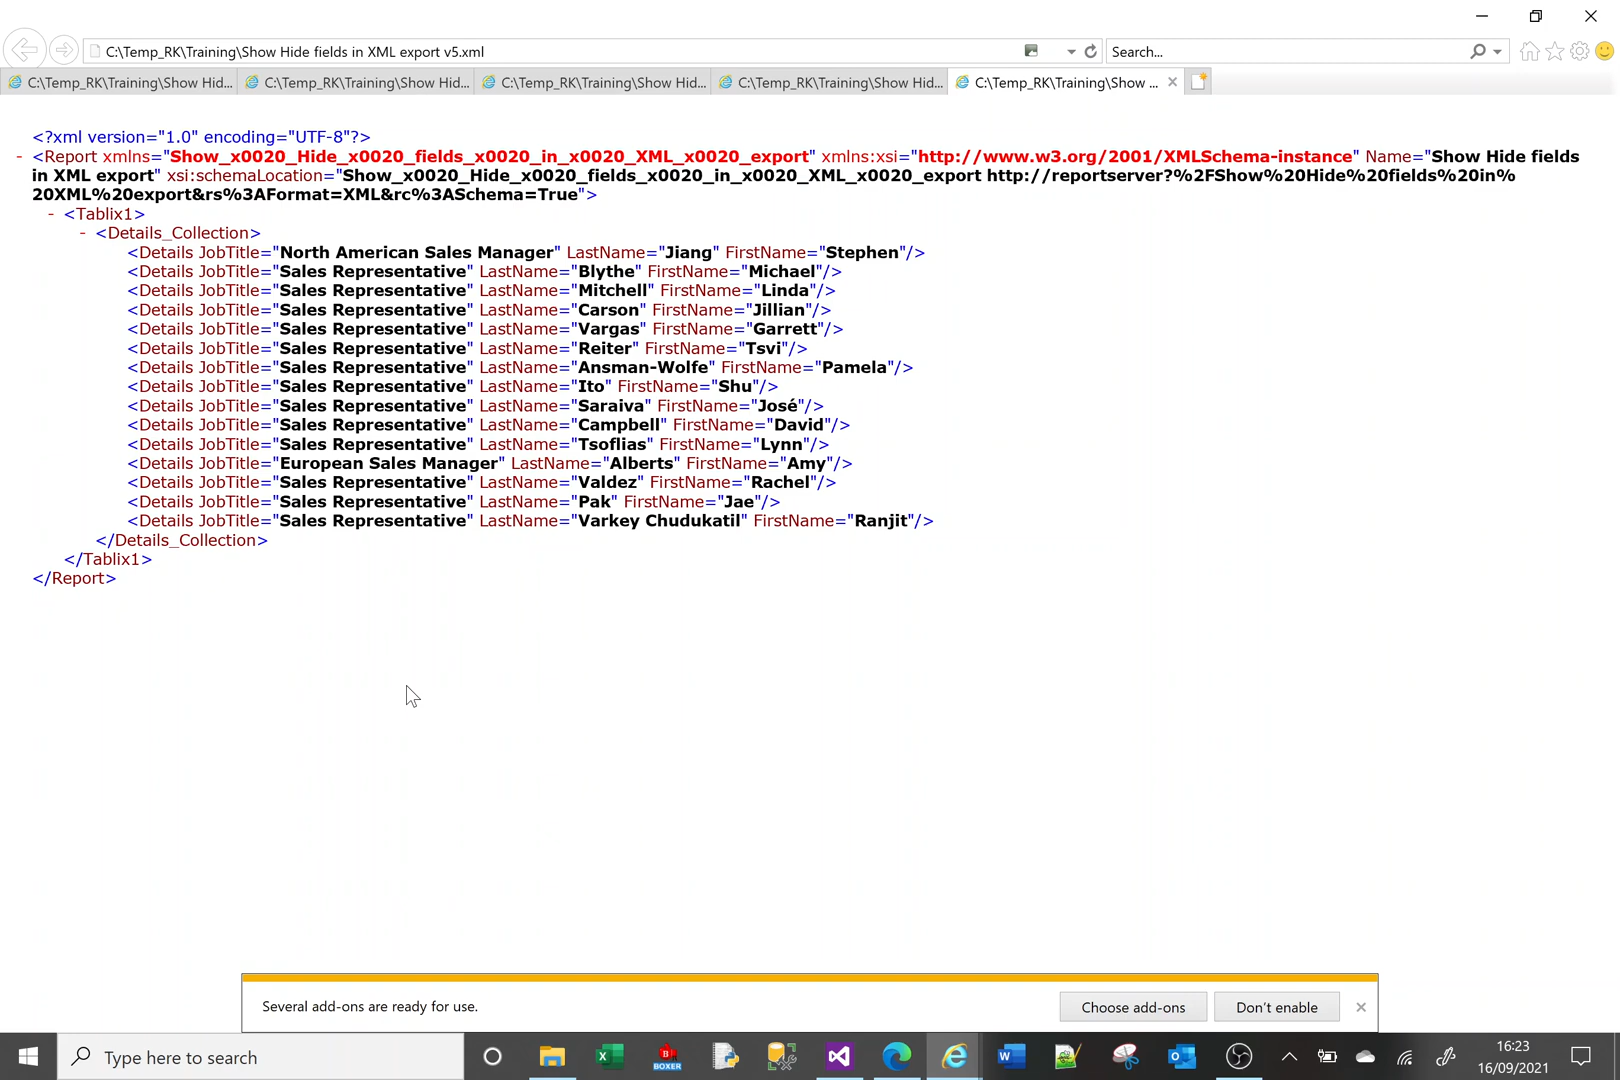 C:\Temp_RK\Training\Show Hide fields in XML export v5.xml
Search...
C:\Temp_RK\Training\Show Hid...
C:\Temp_RK\Training\Show Hid...
C:\Temp_RK\Training\Show Hid...
C:\Temp_RK\Training\Show Hid...
C:\Temp_RK\Training\Show ...
<?xml version="1.0" encoding="UTF-8"?>
- <Report xmlns="Show_x0020_Hide_x0020_fields_x0020_in_x0020_XML_x0020_export" xmlns:xsi="http://www.w3.org/2001/XMLSchema-instance" Name="Show Hide fields
in XML export" xsi:schemaLocation="Show_x0020_Hide_x0020_fields_x0020_in_x0020_XML_x0020_export http://reportserver?%2FShow%20Hide%20fields%20in%
20XML%20export&rs%3AFormat=XML&rc%3ASchema=True">
- <Tablix1>
- <Details_Collection>
<Details JobTitle="North American Sales Manager" LastName="Jiang" FirstName="Stephen"/>
<Details JobTitle="Sales Representative" LastName="Blythe" FirstName="Michael"/>
<Details JobTitle="Sales Representative" LastName="Mitchell" FirstName="Linda"/>
<Details JobTitle="Sales Representative" LastName="Carson" FirstName="Jillian"/>
<Details JobTitle="Sales Representative" LastName="Vargas" FirstName="Garrett"/>
<Details JobTitle="Sales Representative" LastName="Reiter" FirstName="Tsvi"/>
<Details JobTitle="Sales Representative" LastName="Ansman-Wolfe" FirstName="Pamela"/>
<Details JobTitle="Sales Representative" LastName="Ito" FirstName="Shu"/>
<Details JobTitle="Sales Representative" LastName="Saraiva" FirstName="José"/>
<Details JobTitle="Sales Representative" LastName="Campbell" FirstName="David"/>
<Details JobTitle="Sales Representative" LastName="Tsoflias" FirstName="Lynn"/>
<Details JobTitle="European Sales Manager" LastName="Alberts" FirstName="Amy"/>
<Details JobTitle="Sales Representative" LastName="Valdez" FirstName="Rachel"/>
<Details JobTitle="Sales Representative" LastName="Pak" FirstName="Jae"/>
<Details JobTitle="Sales Representative" LastName="Varkey Chudukatil" FirstName="Ranjit"/>
</Details_Collection>
</Tablix1>
</Report>
Several add-ons are ready for use.
Choose add-ons
Don't enable
Type here to search
BOXER
16:23
16/09/2021